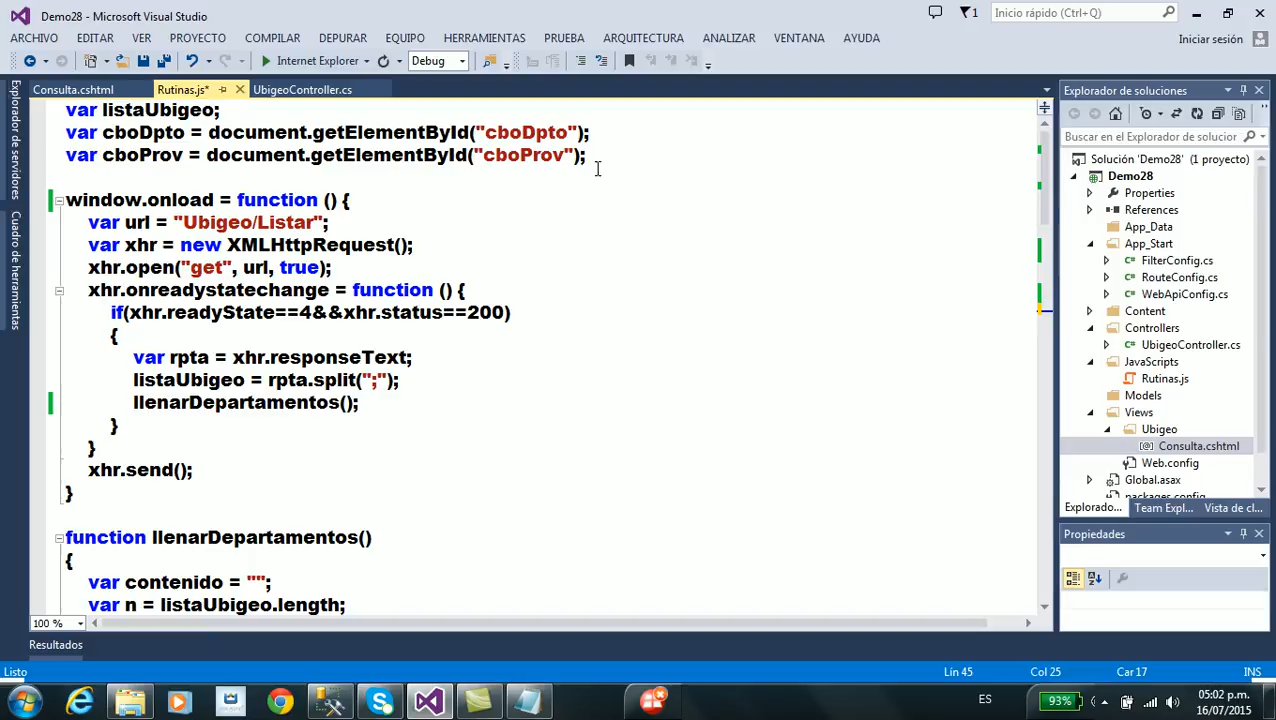 Demo28 - Microsoft Visual Studio
1
Inicio rápido (Ctrl+Q)
ARCHIVO EDITAR VER PROYECTO COMPILAR DEPURAR EQUIPO HERRAMIENTAS PRUEBA ARQUITECTURA ANALIZAR VENTANA AYUDA
Iniciar sesión
Internet Explorer
Debug
Consulta.cshtml
Rutinas.js*
UbigeoController.cs
Explorador de servidores
Cuadro de herramientas
var listaUbigeo;
var cboDpto = document.getElementById("cboDpto");
var cboProv = document.getElementById("cboProv");
window.onload = function () {
var url = "Ubigeo/Listar";
var xhr = new XMLHttpRequest();
xhr.open("get", url, true);
xhr.onreadystatechange = function () {
if(xhr.readyState==4&&xhr.status==200)
{
var rpta = xhr.responseText;
listaUbigeo = rpta.split(";");
llenarDepartamentos();
}
}
xhr.send();
}
function llenarDepartamentos()
{
var contenido = "";
var n = listaUbigeo.length;
100 %
Explorador de soluciones
Buscar en el Explorador de solucior
Solución 'Demo28' (1 proyecto)
Demo28
Properties
References
App_Data
App_Start
FilterConfig.cs
RouteConfig.cs
WebApiConfig.cs
Content
Controllers
UbigeoController.cs
JavaScripts
Rutinas.js
Models
Views
Ubigeo
Consulta.cshtml
Web.config
Global.asax
packages.config
Explorado... Team Expl... Vista de cl...
Propiedades
Resultados
Listo
Lín 45
Col 25
Car 17
INS
ES
93%
05:02 p.m.
16/07/2015